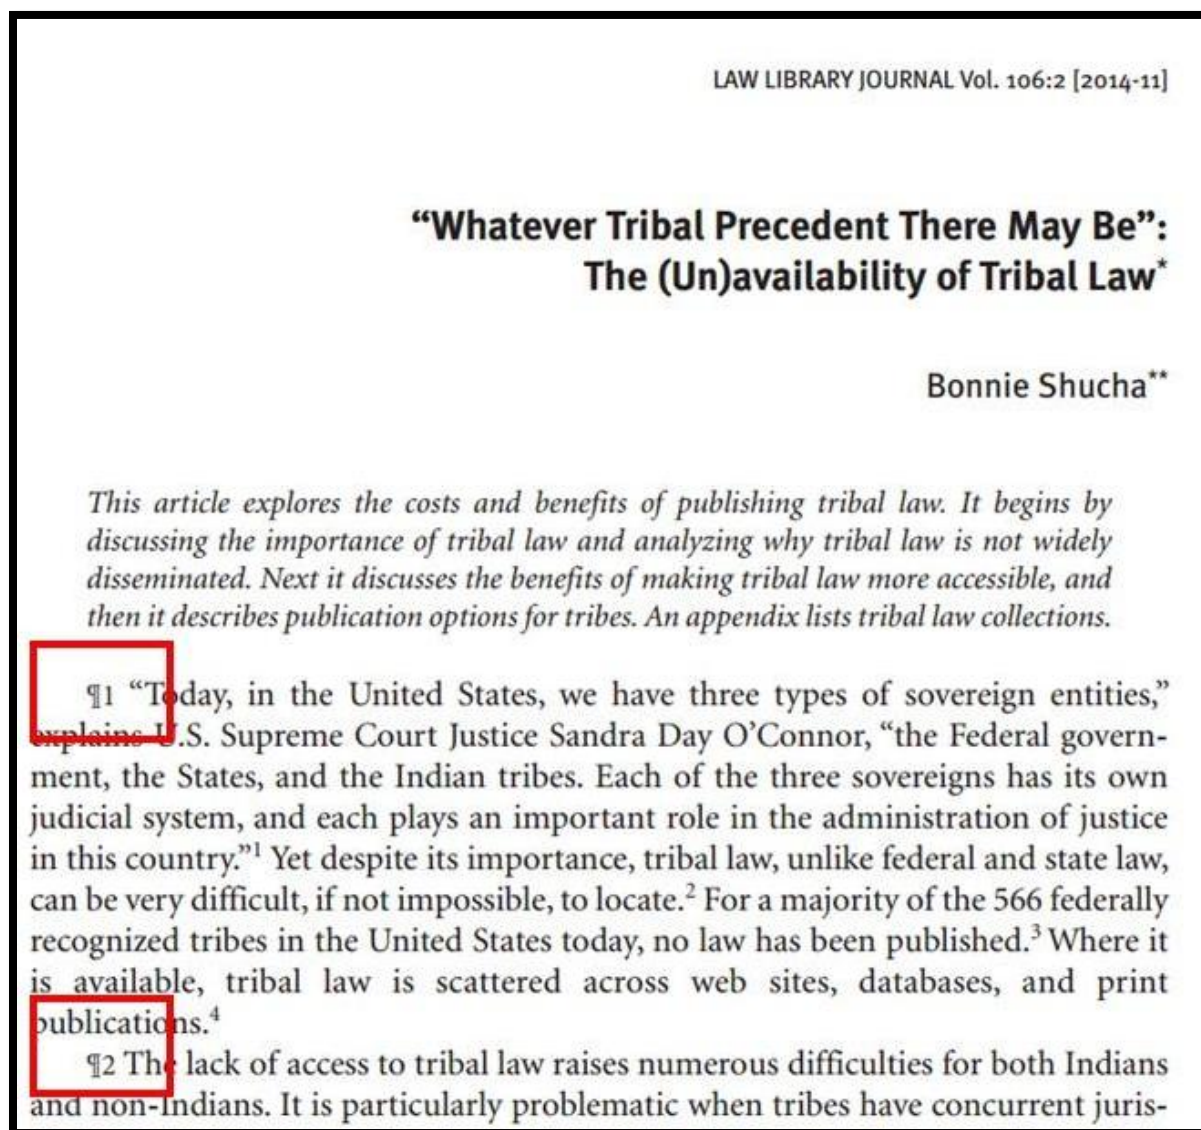 LAW LIBRARY JOURNAL Vol. 106:2 [2014-11]
“Whatever Tribal Precedent There May Be”:
The (Un)availability of Tribal Law*
Bonnie Shucha**
This article explores the costs and benefits of publishing tribal law. It begins by
discussing the importance of tribal law and analyzing why tribal law is not widely
disseminated. Next it discusses the benefits of making tribal law more accessible, and
then it describes publication options for tribes. An appendix lists tribal law collections.
¶1 “Today, in the United States, we have three types of sovereign entities,”
explains U.S. Supreme Court Justice Sandra Day O’Connor, “the Federal govern-
ment, the States, and the Indian tribes. Each of the three sovereigns has its own
judicial system, and each plays an important role in the administration of justice
in this country.”1 Yet despite its importance, tribal law, unlike federal and state law,
can be very difficult, if not impossible, to locate.2 For a majority of the 566 federally
recognized tribes in the United States today, no law has been published.3 Where it
is available, tribal law is scattered across web sites, databases, and print
publications.4
¶2 The lack of access to tribal law raises numerous difficulties for both Indians
and non-Indians. It is particularly problematic when tribes have concurrent juris-